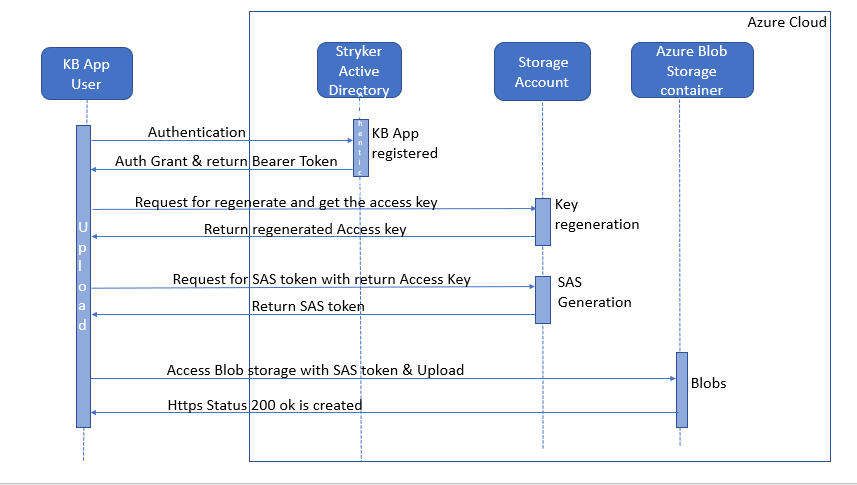 Azure Cloud
KB App
User
Stryker
Active
Directory
Storage
Account
Azure Blob
Storage
container
Authentication
h
e
n
t
i
c
KB App
registered
Auth Grant & return Bearer Token
Request for regenerate and get the access key
Key
regeneration
Return regenerated Access key
U
p
l
o
a
d
Request for SAS token with return Access Key
SAS
Generation
Return SAS token
Access Blob storage with SAS token & Upload
Blobs
Https Status 200 ok is created